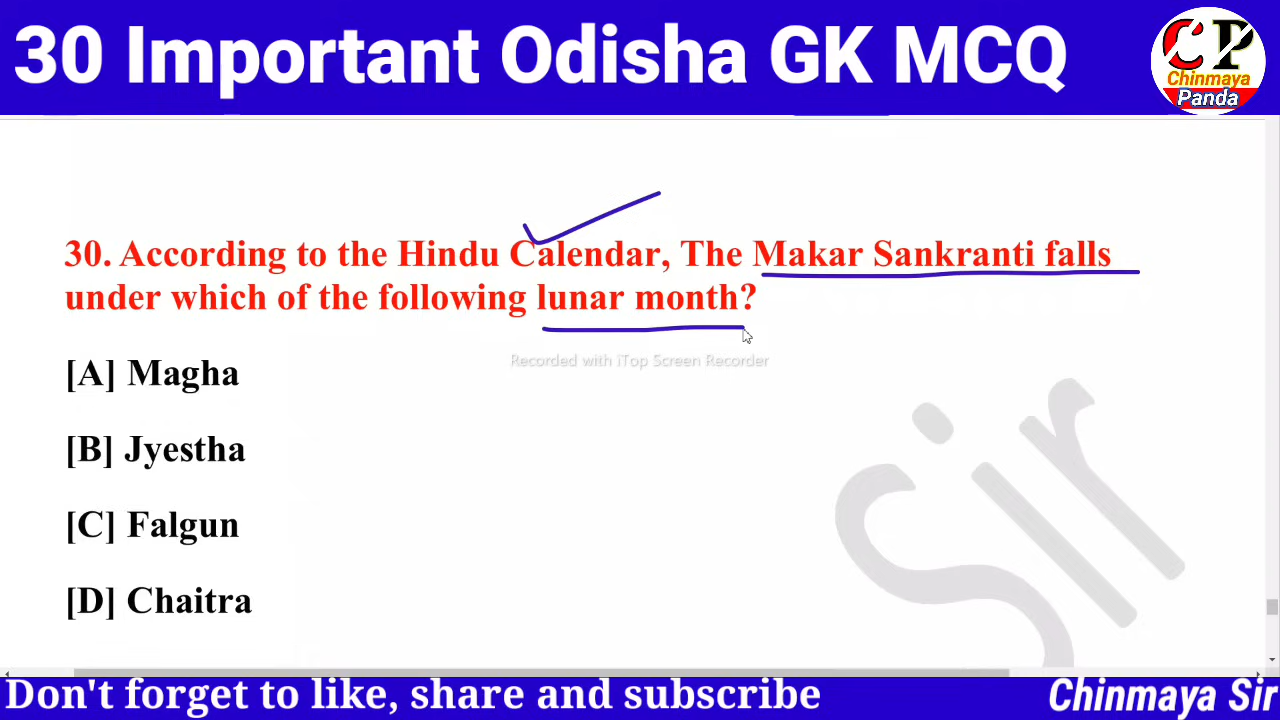 30 Important Odisha GK MCQ
CP
Chinmaya
Panda
30. According to the Hindu Calendar, The Makar Sankranti falls
under which of the following lunar month?
Recorded with iTop Screen Recorder
[A] Magha
[B] Jyestha
[C] Falgun
[D] Chaitra
Sir
Don't forget to like, share and subscribe
Chinmaya Sir